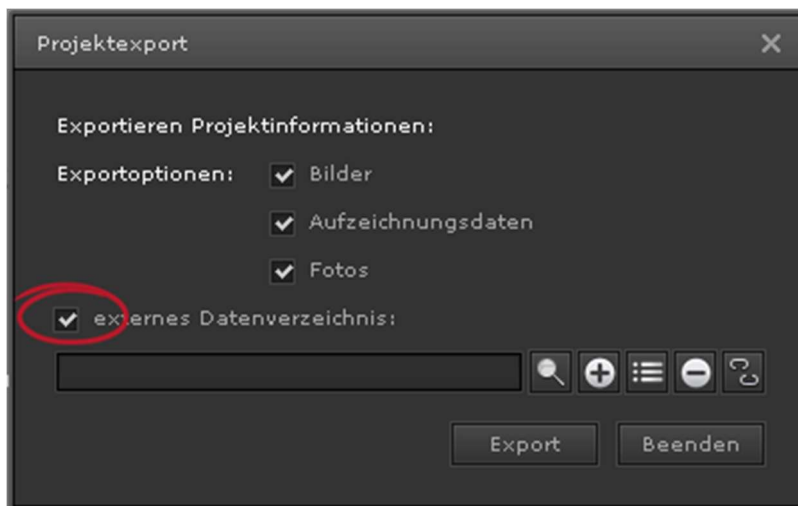 Projektexport
Exportieren Projektinformationen:
Exportoptionen: Bilder
Aufzeichnungsdaten
Fotos
externes Datenverzeichnis:
Export Beenden